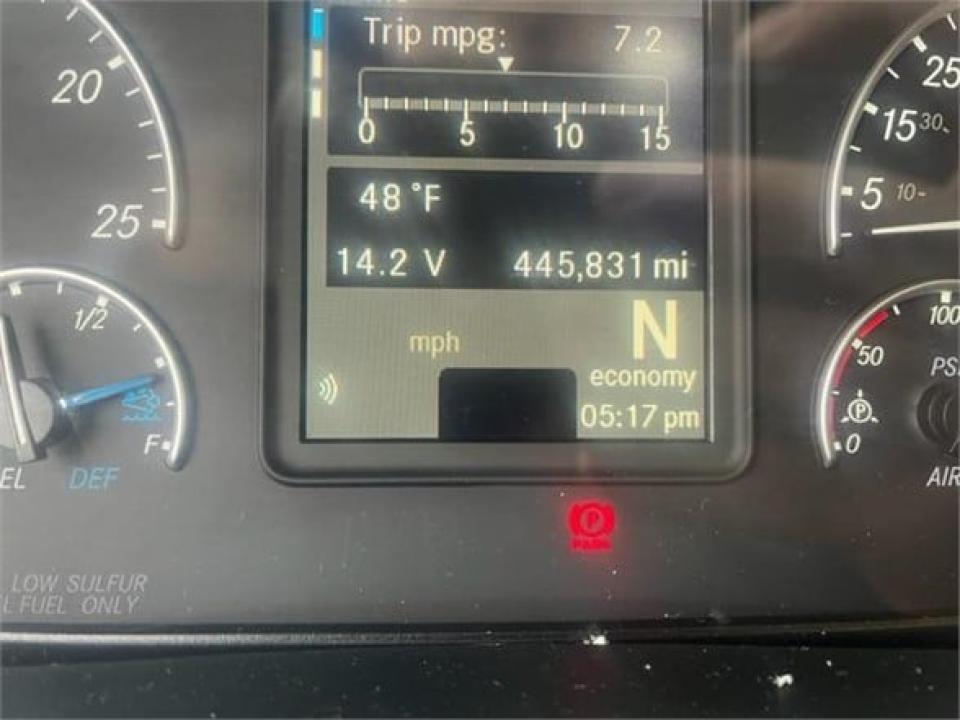 Trip mpg: 7.2
0 5 10 15
48 °F
14.2 V 445,831 mi
mph
N
economy
05:17 pm
20
25
1/2
F
DEF
LOW SULFUR
FUEL ONLY
P
25
15 30
5 10
100
50
PSI
P
0
AIR